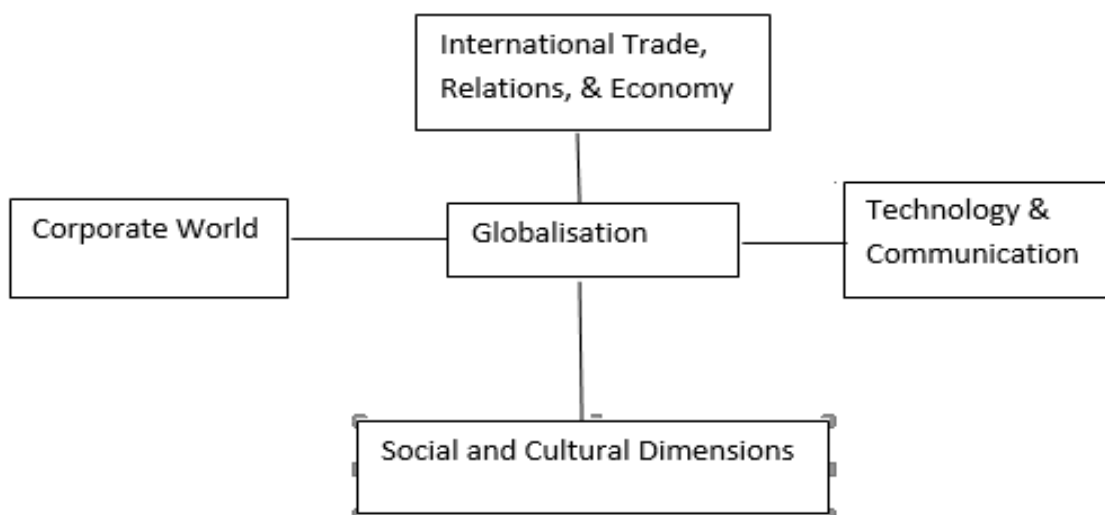 International Trade,
Relations, & Economy
Corporate World
Globalisation
Technology &
Communication
Social and Cultural Dimensions